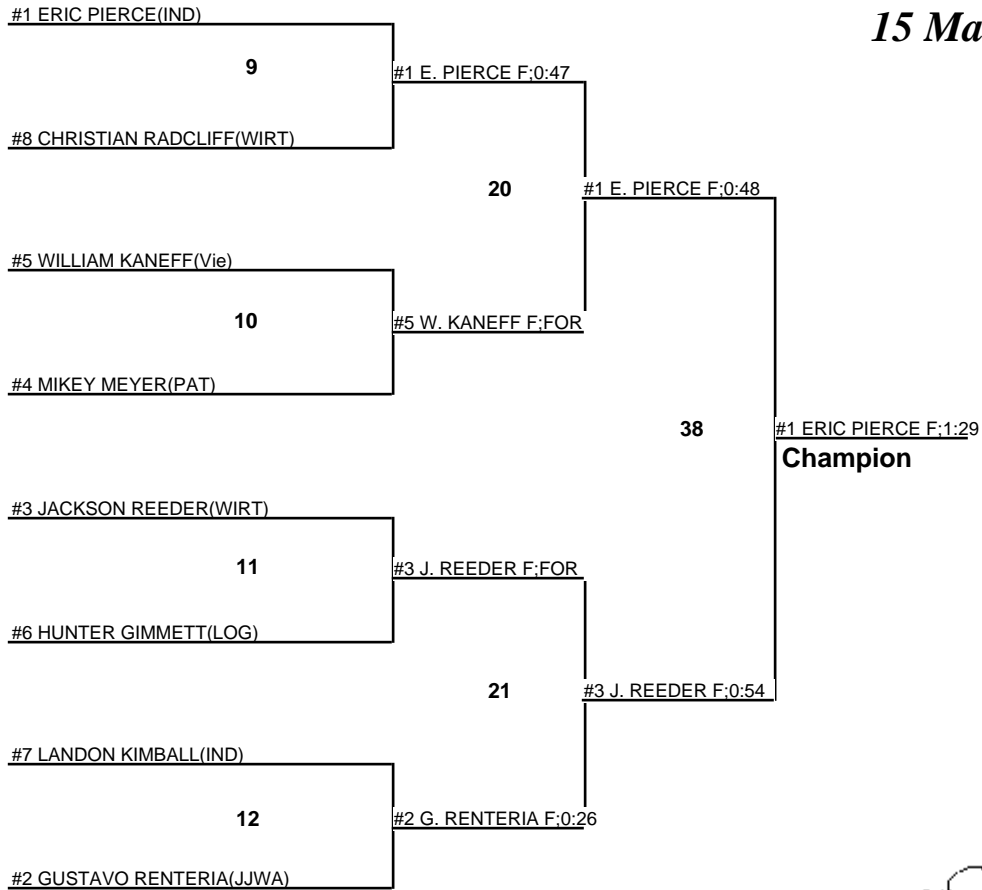 #1 ERIC PIERCE(IND)
15 Ma
9
#1 E. PIERCE F;0:47
#8 CHRISTIAN RADCLIFF(WIRT)
20
#1 E. PIERCE F;0:48
#5 WILLIAM KANEFF(Vie)
10
#5 W. KANEFF F;FOR
#4 MIKEY MEYER(PAT)
38
#1 ERIC PIERCE F;1:29
Champion
#3 JACKSON REEDER(WIRT)
11
#3 J. REEDER F;FOR
#6 HUNTER GIMMETT(LOG)
21
#3 J. REEDER F;0:54
#7 LANDON KIMBALL(IND)
12
#2 G. RENTERIA F;0:26
#2 GUSTAVO RENTERIA(JJWA)